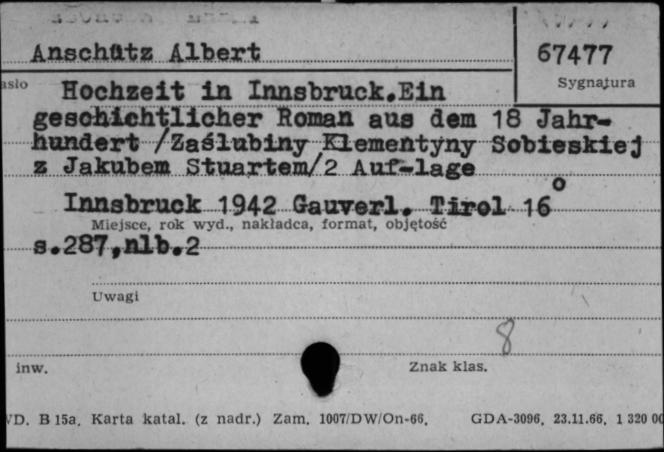 Anschütz Albert
67477
Sygnatura
asło
Hochzeit in Innsbruck.Ein
geschichtlicher Roman aus dem 18 Jahr-
hundert /Zaślubiny Klementyny Sobieskiej
z Jakubem Stuartem/2 Auf-lage
Innsbruck 1942 Gauverl. Tirol 16°
Miejsce, rok wyd., nakładca, format, objętość
s.287,nlb.2
Uwagi
8
inw.
Znak klas.
WD. B 15a. Karta katal. (z nadr.) Zam. 1007/DW/On-66. GDA-3096. 23.11.66. 1 320 00